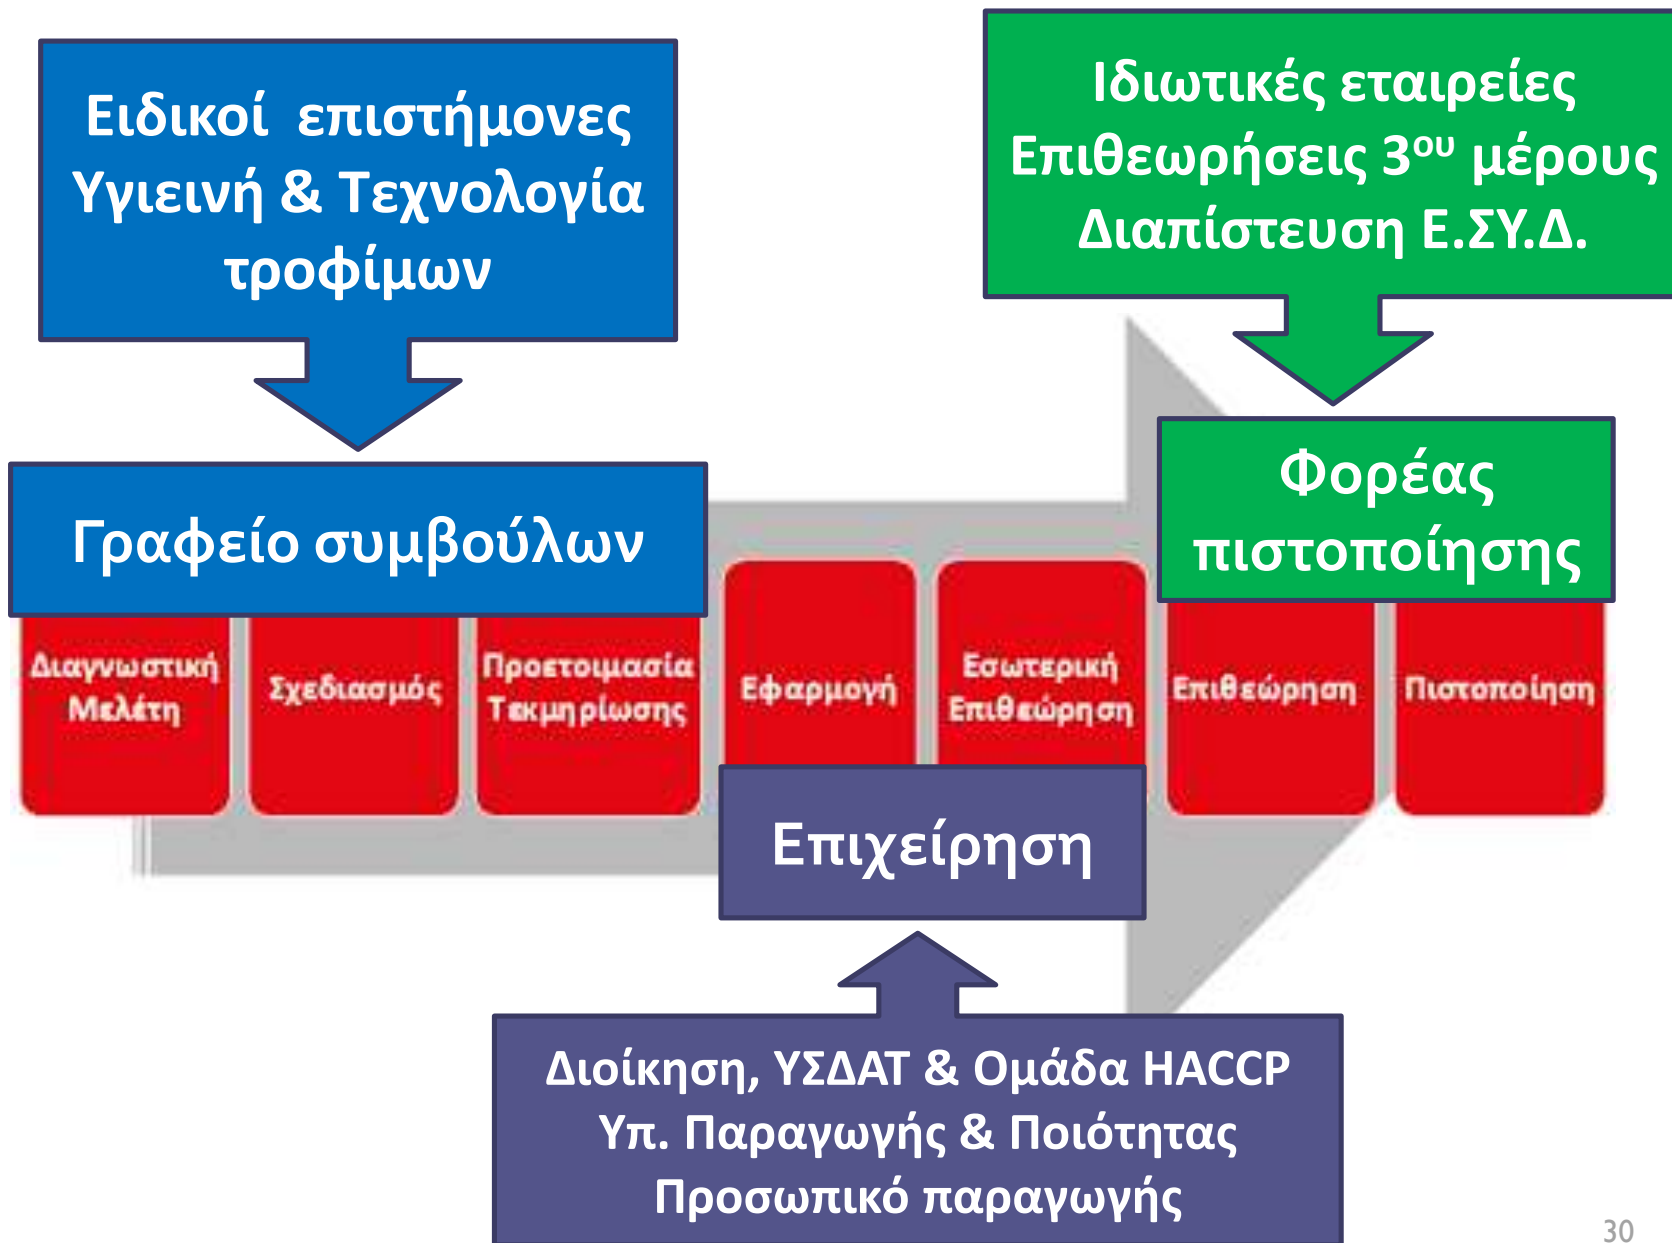 Ειδικοί επιστήμονες
Υγιεινή & Τεχνολογία
τροφίμων
Ιδιωτικές εταιρείες
Επιθεωρήσεις 3ου μέρους
Διαπίστευση Ε.ΣΥ.Δ.
Γραφείο συμβούλων
Φορέας
πιστοποίησης
Διαγνωστική
Μελέτη
Σχεδιασμός
Προετοιμασία
Τεκμηρίωσης
Εφαρμογή
Εσωτερική
Επιθεώρηση
Επιθεώρηση
Πιστοποίηση
Επιχείρηση
Διοίκηση, ΥΣΔΑΤ & Ομάδα HACCP
Υπ. Παραγωγής & Ποιότητας
Προσωπικό παραγωγής
30